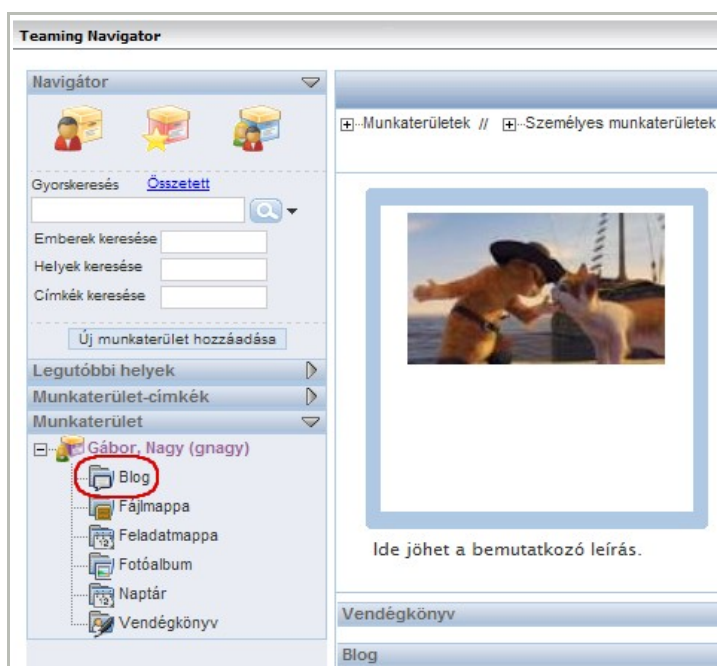 Teaming Navigator
Navigátor
Gyorskeresés Összetett
Emberek keresése
Helyek keresése
Címkék keresése
Új munkaterület hozzáadása
Legutóbbi helyek
Munkaterület-címkék
Munkaterület
Gábor, Nagy (gnagy)
Blog
Fájlmappa
Feladatmappa
Fotóalbum
Naptár
Vendégkönyv
Munkaterületek // Személyes munkaterületek
Ide jöhet a bemutatkozó leírás.
Vendégkönyv
Blog